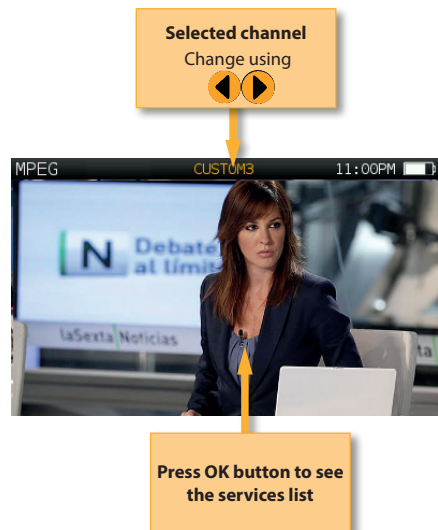 Selected channel
Change using
MPEG
CUSTOM3
11:00PM
N
Debate
al límite
laSexta Noticias
ta
Press OK button to see
the services list